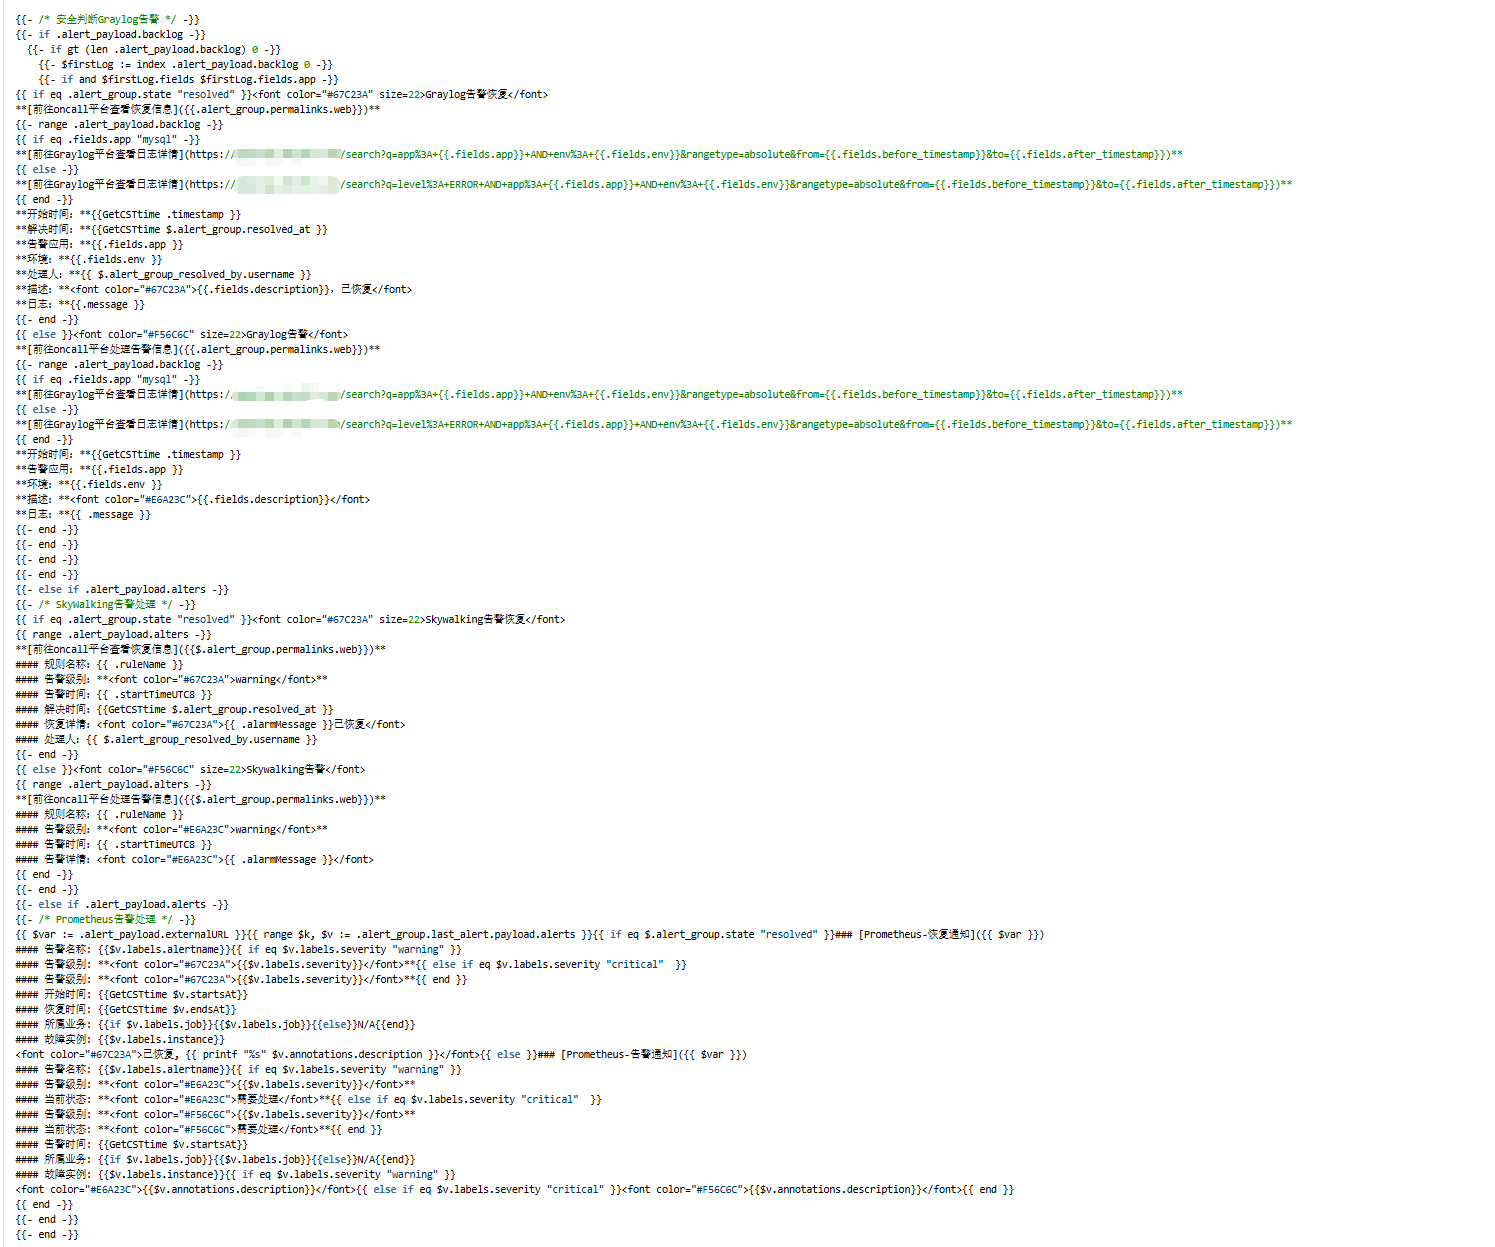 {{- /* 安全判断Graylog告警 */ -}}
{{- if .alert_payload.backlog -}}
  {{- if gt (len .alert_payload.backlog) 0 -}}
    {{- $firstLog := index .alert_payload.backlog 0 -}}
    {{- if and $firstLog.fields $firstLog.fields.app -}}
{{ if eq .alert_group.state "resolved" }}<font color="#67C23A" size=22>Graylog告警恢复</font>
**[前往oncall平台查看恢复信息]({{.alert_group.permalinks.web}})**
{{- range .alert_payload.backlog -}}
{{ if eq .fields.app "mysql" -}}
**[前往Graylog平台查看日志详情](https:///search?q=app%3A+{{.fields.app}}+AND+env%3A+{{.fields.env}}&rangetype=absolute&from={{.fields.before_timestamp}}&to={{.fields.after_timestamp}})**
{{ else -}}
**[前往Graylog平台查看日志详情](https:///search?q=level%3A+ERROR+AND+app%3A+{{.fields.app}}+AND+env%3A+{{.fields.env}}&rangetype=absolute&from={{.fields.before_timestamp}}&to={{.fields.after_timestamp}})**
{{ end -}}
**开始时间: **{{GetCSTtime .timestamp }}
**解决时间: **{{GetCSTtime $.alert_group.resolved_at }}
**告警应用: **{{.fields.app }}
**环境: **{{.fields.env }}
**处理人: **{{ $.alert_group_resolved_by.username }}
**描述: **<font color="#67C23A">{{.fields.description}}，已恢复</font>
**日志: **{{.message }}
{{- end -}}
{{ else }}<font color="#F56C6C" size=22>Graylog告警</font>
**[前往oncall平台处理告警信息]({{.alert_group.permalinks.web}})**
{{- range .alert_payload.backlog -}}
{{ if eq .fields.app "mysql" -}}
**[前往Graylog平台查看日志详情](https:///search?q=app%3A+{{.fields.app}}+AND+env%3A+{{.fields.env}}&rangetype=absolute&from={{.fields.before_timestamp}}&to={{.fields.after_timestamp}})**
{{ else -}}
**[前往Graylog平台查看日志详情](https:///search?q=level%3A+ERROR+AND+app%3A+{{.fields.app}}+AND+env%3A+{{.fields.env}}&rangetype=absolute&from={{.fields.before_timestamp}}&to={{.fields.after_timestamp}})**
{{ end -}}
**开始时间: **{{GetCSTtime .timestamp }}
**告警应用: **{{.fields.app }}
**环境: **{{.fields.env }}
**描述: **<font color="#E6A23C">{{.fields.description}}</font>
**日志: **{{ .message }}
{{- end -}}
{{- end -}}
{{- end -}}
{{- end -}}
{{- else if .alert_payload.alters -}}
{{- /* SkyWalking告警处理 */ -}}
{{ if eq .alert_group.state "resolved" }}<font color="#67C23A" size=22>Skywalking告警恢复</font>
{{ range .alert_payload.alters -}}
**[前往oncall平台查看恢复信息]({{$.alert_group.permalinks.web}})**
#### 规则名称: {{ .ruleName }}
#### 告警级别: **<font color="#67C23A">warning</font>**
#### 告警时间: {{ .startTimeUTC8 }}
#### 解决时间: {{GetCSTtime $.alert_group.resolved_at }}
#### 恢复详情: <font color="#67C23A">{{ .alarmMessage }}已恢复</font>
#### 处理人: {{ $.alert_group_resolved_by.username }}
{{- end -}}
{{ else }}<font color="#F56C6C" size=22>Skywalking告警</font>
{{ range .alert_payload.alters -}}
**[前往oncall平台处理告警信息]({{$.alert_group.permalinks.web}})**
#### 规则名称: {{ .ruleName }}
#### 告警级别: **<font color="#E6A23C">warning</font>**
#### 告警时间: {{ .startTimeUTC8 }}
#### 告警详情: <font color="#E6A23C">{{ .alarmMessage }}</font>
{{ end -}}
{{- end -}}
{{- else if .alert_payload.alerts -}}
{{- /* Prometheus告警处理 */ -}}
{{ $var := .alert_payload.externalURL }}{{ range $k, $v := .alert_group.last_alert.payload.alerts }}{{ if eq $.alert_group.state "resolved" }}### [Prometheus-恢复通知]({{ $var }})
#### 告警名称: {{$v.labels.alertname}}{{ if eq $v.labels.severity "warning" }}
#### 告警级别: **<font color="#67C23A">{{$v.labels.severity}}</font>**{{ else if eq $v.labels.severity "critical"  }}
#### 告警级别: **<font color="#67C23A">{{$v.labels.severity}}</font>**{{ end }}
#### 开始时间: {{GetCSTtime $v.startsAt}}
#### 恢复时间: {{GetCSTtime $v.endsAt}}
#### 所属业务: {{if $v.labels.job}}{{$v.labels.job}}{{else}}N/A{{end}}
#### 故障实例: {{$v.labels.instance}}
<font color="#67C23A">已恢复, {{ printf "%s" $v.annotations.description }}</font>{{ else }}### [Prometheus-告警通知]({{ $var }})
#### 告警名称: {{$v.labels.alertname}}{{ if eq $v.labels.severity "warning" }}
#### 告警级别: **<font color="#E6A23C">{{$v.labels.severity}}</font>**
#### 当前状态: **<font color="#E6A23C">需要处理</font>**{{ else if eq $v.labels.severity "critical"  }}
#### 告警级别: **<font color="#F56C6C">{{$v.labels.severity}}</font>**
#### 当前状态: **<font color="#F56C6C">需要处理</font>**{{ end }}
#### 告警时间: {{GetCSTtime $v.startsAt}}
#### 所属业务: {{if $v.labels.job}}{{$v.labels.job}}{{else}}N/A{{end}}
#### 故障实例: {{$v.labels.instance}}{{ if eq $v.labels.severity "warning" }}
<font color="#E6A23C">{{$v.annotations.description}}</font>{{ else if eq $v.labels.severity "critical" }}<font color="#F56C6C">{{$v.annotations.description}}</font>{{ end }}
{{ end -}}
{{- end -}}
{{- end -}}